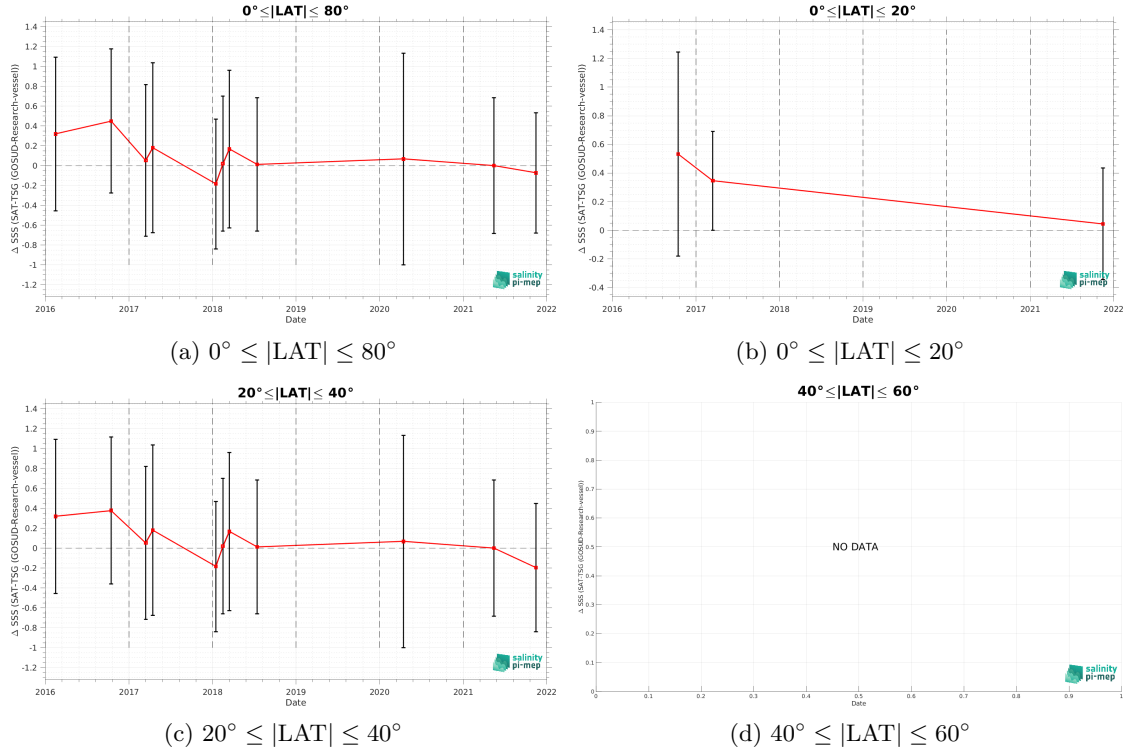 0°≤|LAT|≤ 80°
Δ SSS (SAT-TSG (GOSUD-Research-vessel))
1.4
1.2
1
0.8
0.6
0.4
0.2
0
-0.2
-0.4
-0.6
-0.8
-1
-1.2
2016 2017 2018 2019 2020 2021 2022
Date
salinity
pi-mep
(a) 0° ≤ |LAT| ≤ 80°
0°≤|LAT|≤ 20°
Δ SSS (SAT-TSG (GOSUD-Research-vessel))
1.4
1.2
1
0.8
0.6
0.4
0.2
0
-0.2
-0.4
2016 2017 2018 2019 2020 2021 2022
Date
salinity
pi-mep
(b) 0° ≤ |LAT| ≤ 20°
20°≤|LAT|≤ 40°
Δ SSS (SAT-TSG (GOSUD-Research-vessel))
1.4
1.2
1
0.8
0.6
0.4
0.2
0
-0.2
-0.4
-0.6
-0.8
-1
-1.2
2016 2017 2018 2019 2020 2021 2022
Date
salinity
pi-mep
(c) 20° ≤ |LAT| ≤ 40°
40°≤|LAT|≤ 60°
Δ SSS (SAT-TSG (GOSUD-Research-vessel))
1
0.9
0.8
0.7
0.6
0.5
0.4
0.3
0.2
0.1
0
NO DATA
0 0.1 0.2 0.3 0.4 0.5 0.6 0.7 0.8 0.9 1
Date
salinity
pi-mep
(d) 40° ≤ |LAT| ≤ 60°